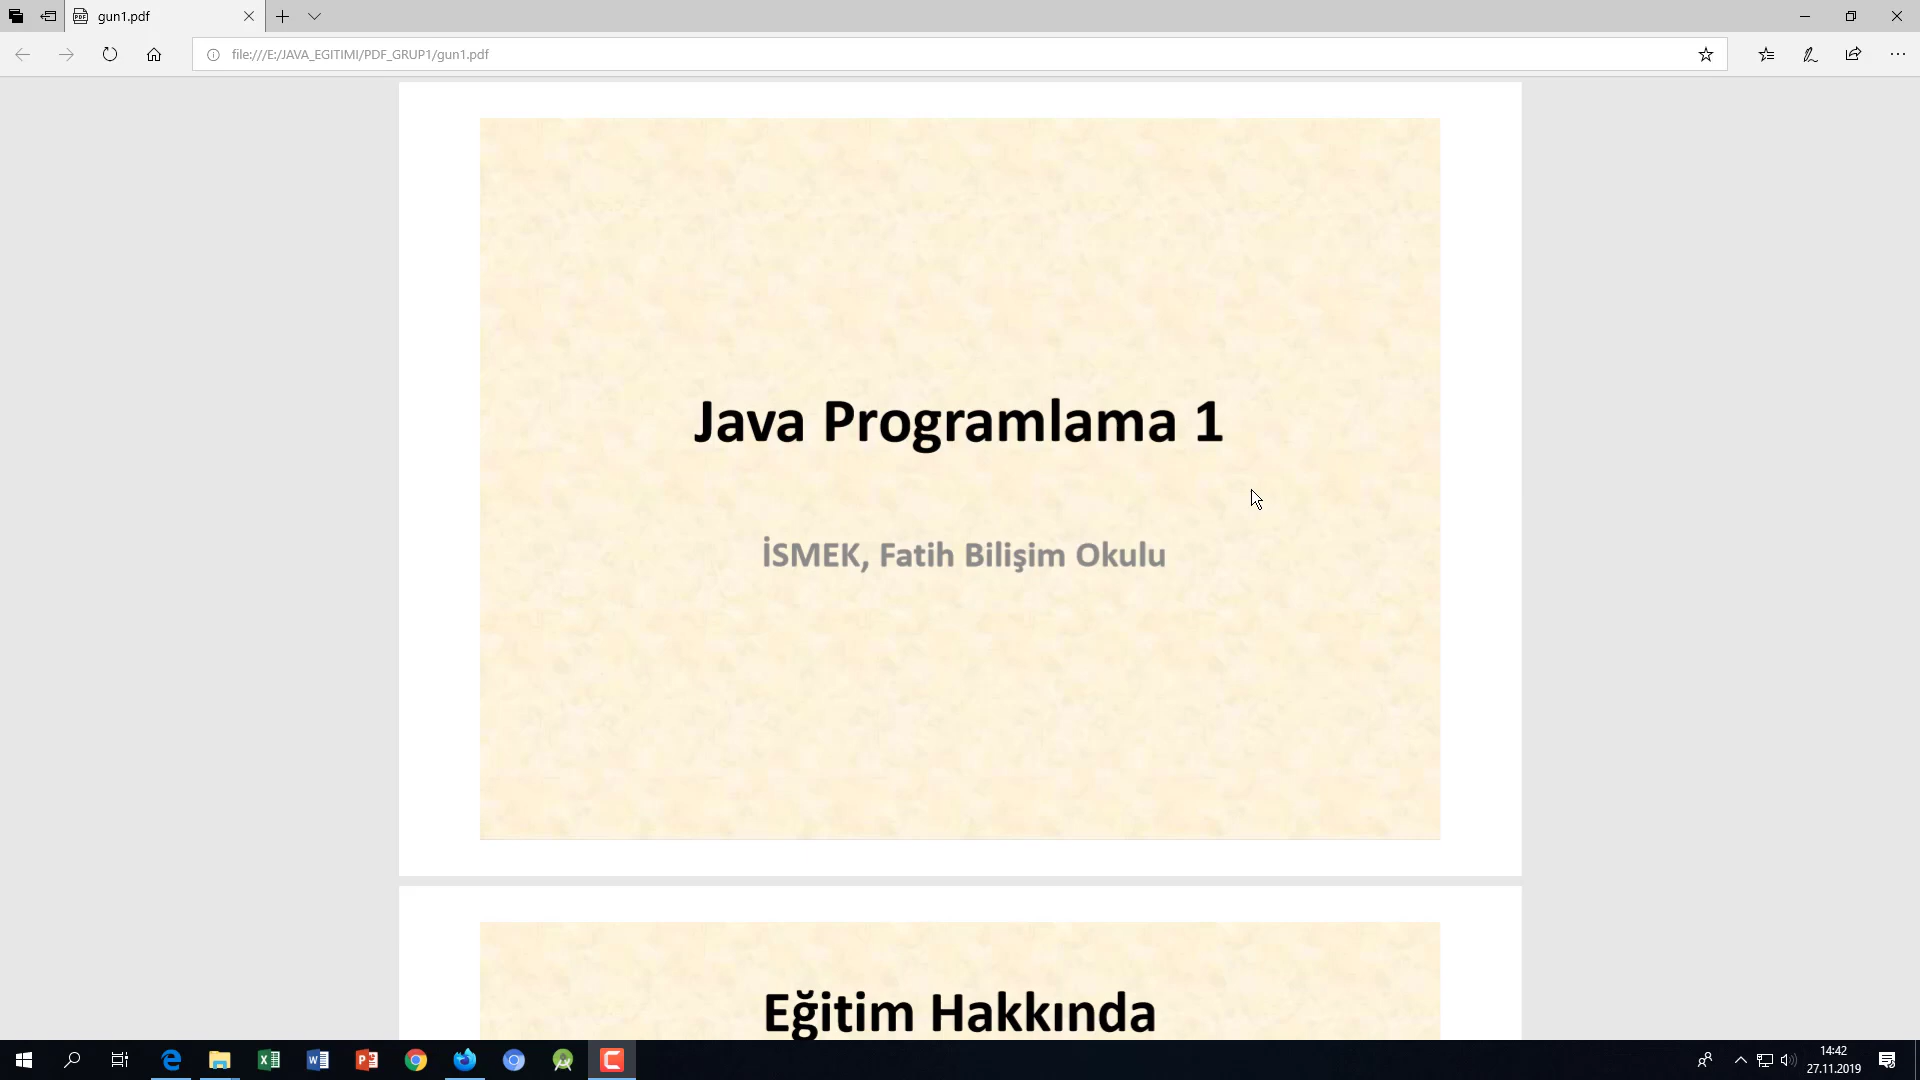 gun1.pdf
file:///E:/JAVA_EGITIMI/PDF_GRUP1/gun1.pdf
Java Programlama 1
İSMEK, Fatih Bilişim Okulu
Eğitim Hakkında
14:42
27.11.2019